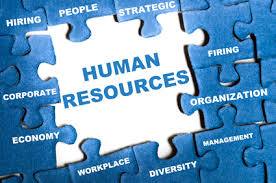 HIRING
PEOPLE
STRATEGIC
FIRING
HUMAN
RESOURCES
CORPORATE
ORGANIZATION
ECONOMY
MANAGEMENT
WORKPLACE
DIVERSITY